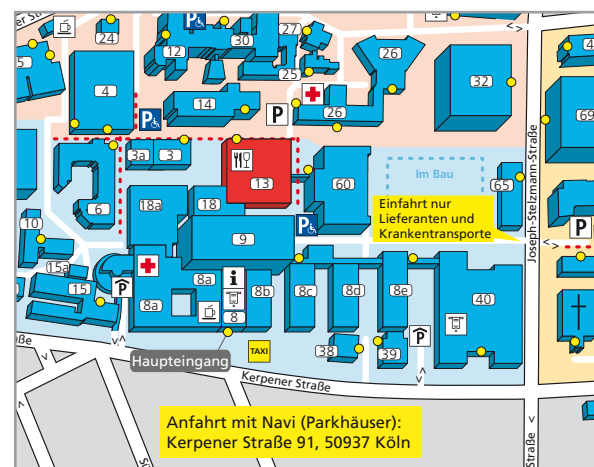 24
12
30
27
25
26
32
4
4
5
14
P
26
69
3a
3
13
60
Im Bau
65
6
18a
18
Einfahrt nur
Lieferanten und
Krankentransporte
Joseph-Stelzmann-Straße
P
10
9
P
15a
15
P
8a
8a
i
8
8b
8c
8d
8e
40
38
39
P
TAXI
Haupteingang
Kerpener Straße
Anfahrt mit Navi (Parkhäuser):
Kerpener Straße 91, 50937 Köln